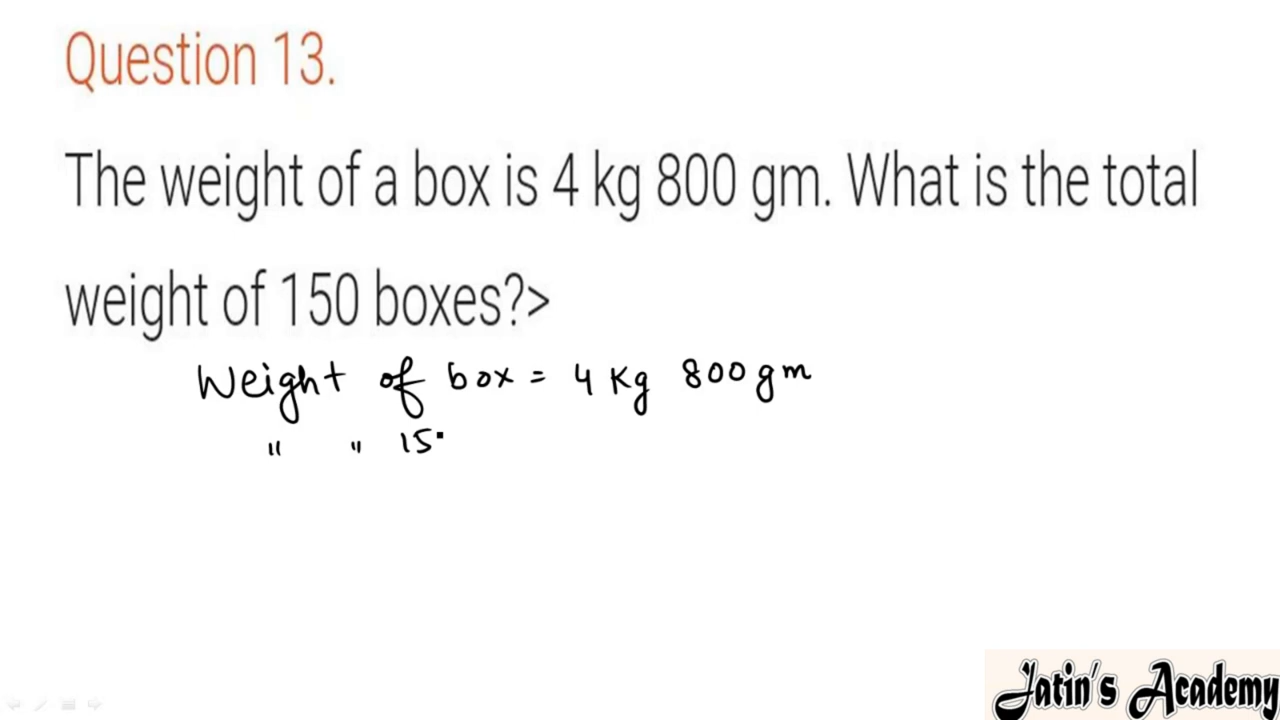 Question 13.
The weight of a box is 4 kg 800 gm. What is the total
weight of 150 boxes?>
Weight of box = 4 Kg 800 gm
" " 15
Jatin's Academy